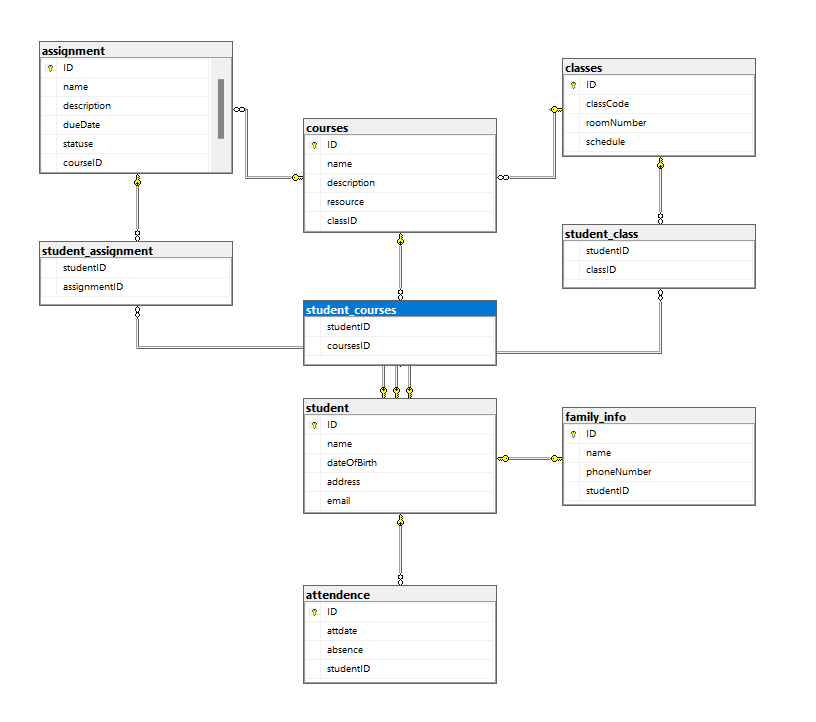 assignment
ID
name
description
dueDate
statuse
courseID
classes
ID
classCode
roomNumber
schedule
courses
ID
name
description
resource
classID
student_assignment
studentID
assignmentID
student_class
studentID
classID
student_courses
studentID
coursesID
student
ID
name
dateOfBirth
address
email
family_info
ID
name
phoneNumber
studentID
attendence
ID
attdate
absence
studentID